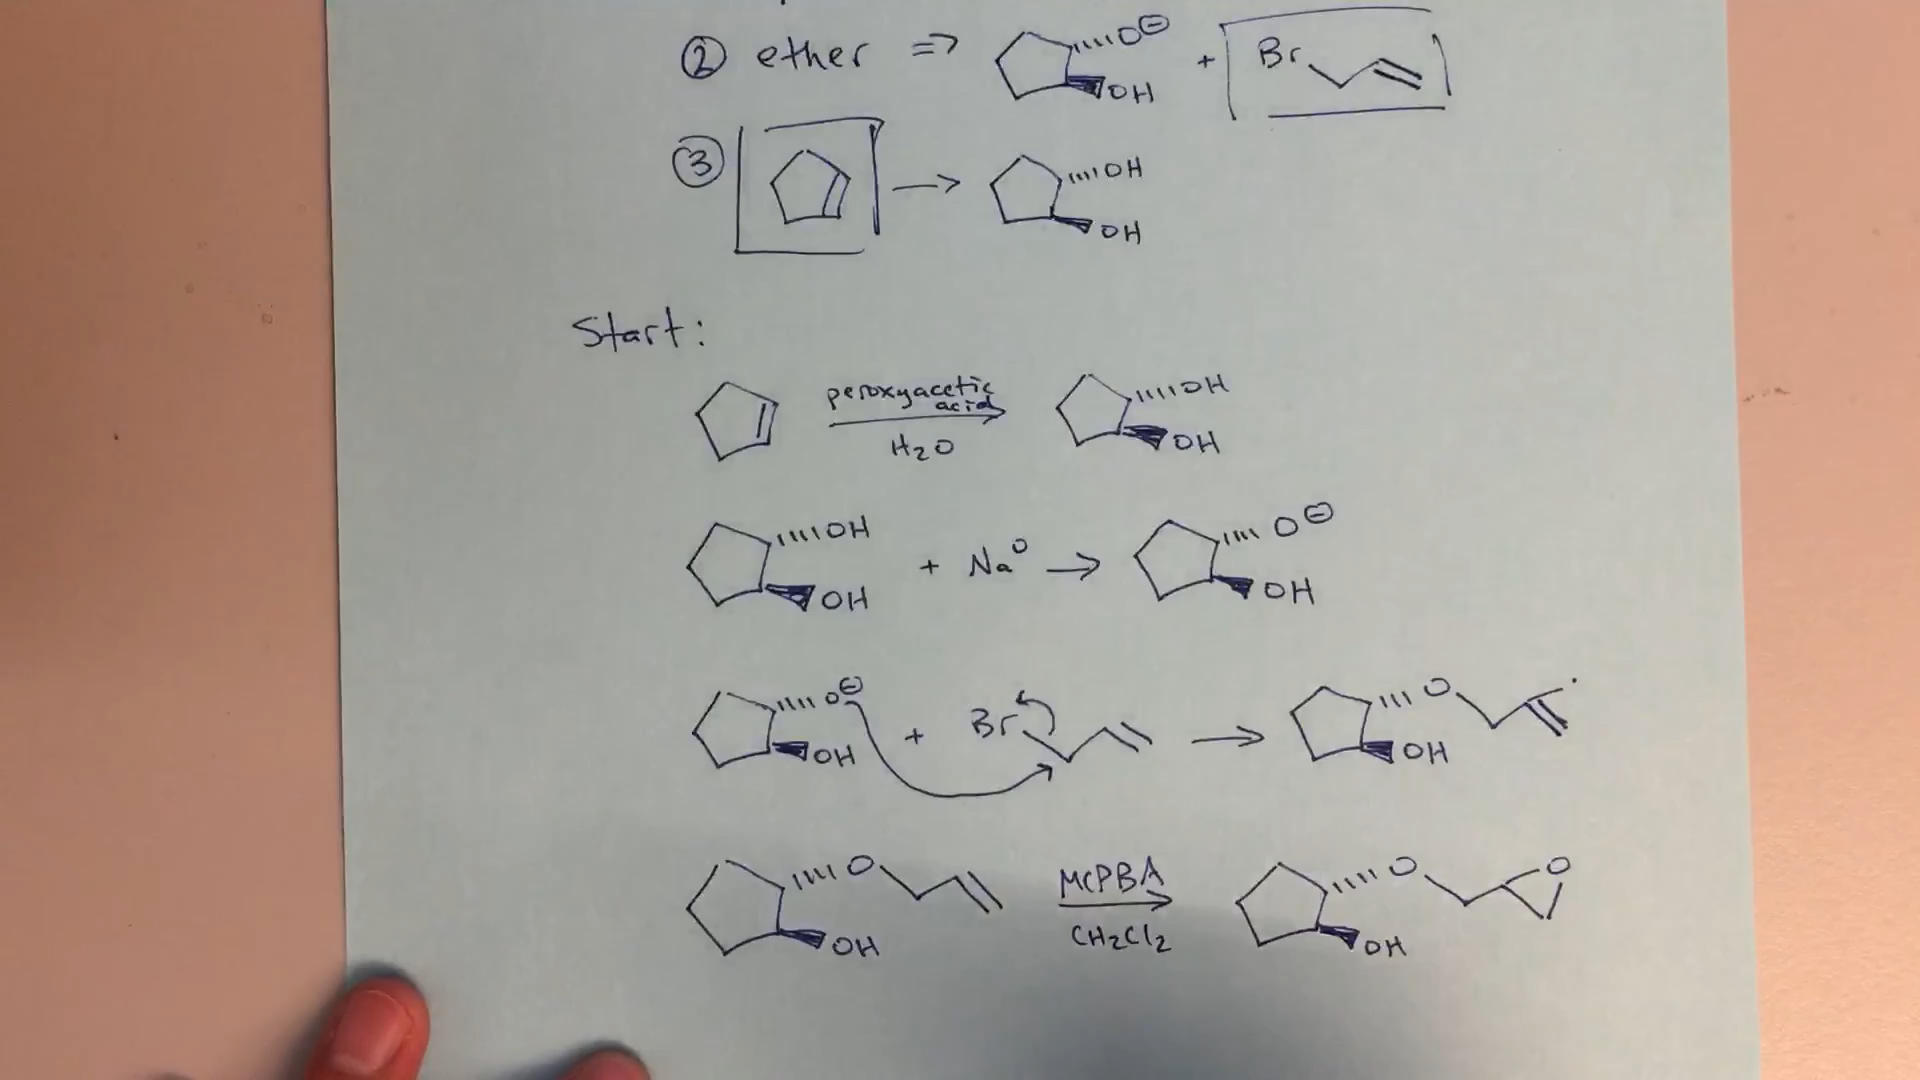 ② ether ⇒ O⊖ + Br
OH
③ → OH
OH
Start:
peroxyacetic acid OH
H₂O OH
OH + Na⁰ → O⊖
OH OH
O⊖ + Br → O
OH OH
O MCPBA O O
OH CH₂Cl₂ OH